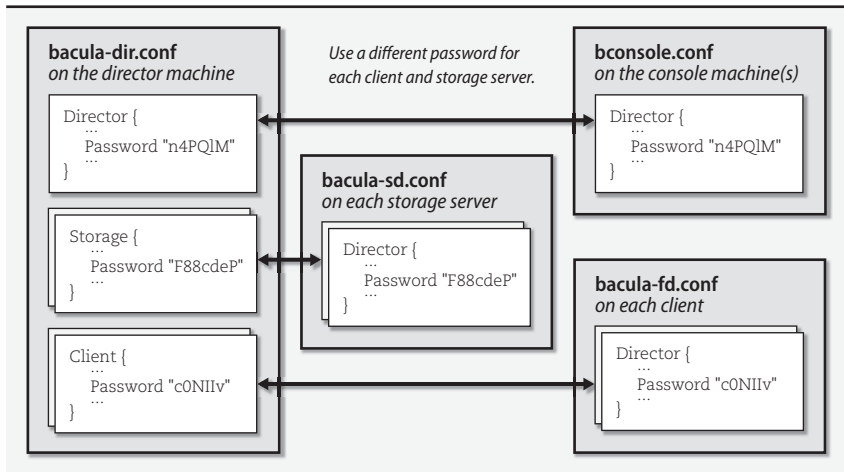 bacula-dir.conf
on the director machine
Director {
...
Password "n4PQlM"
...
}
Storage {
...
Password "F88cdeP"
...
}
Client {
...
Password "c0NIIv"
...
}
Use a different password for
each client and storage server.
bacula-sd.conf
on each storage server
Director {
...
Password "F88cdeP"
...
}
bconsole.conf
on the console machine(s)
Director {
...
Password "n4PQlM"
...
}
bacula-fd.conf
on each client
Director {
...
Password "c0NIIv"
...
}